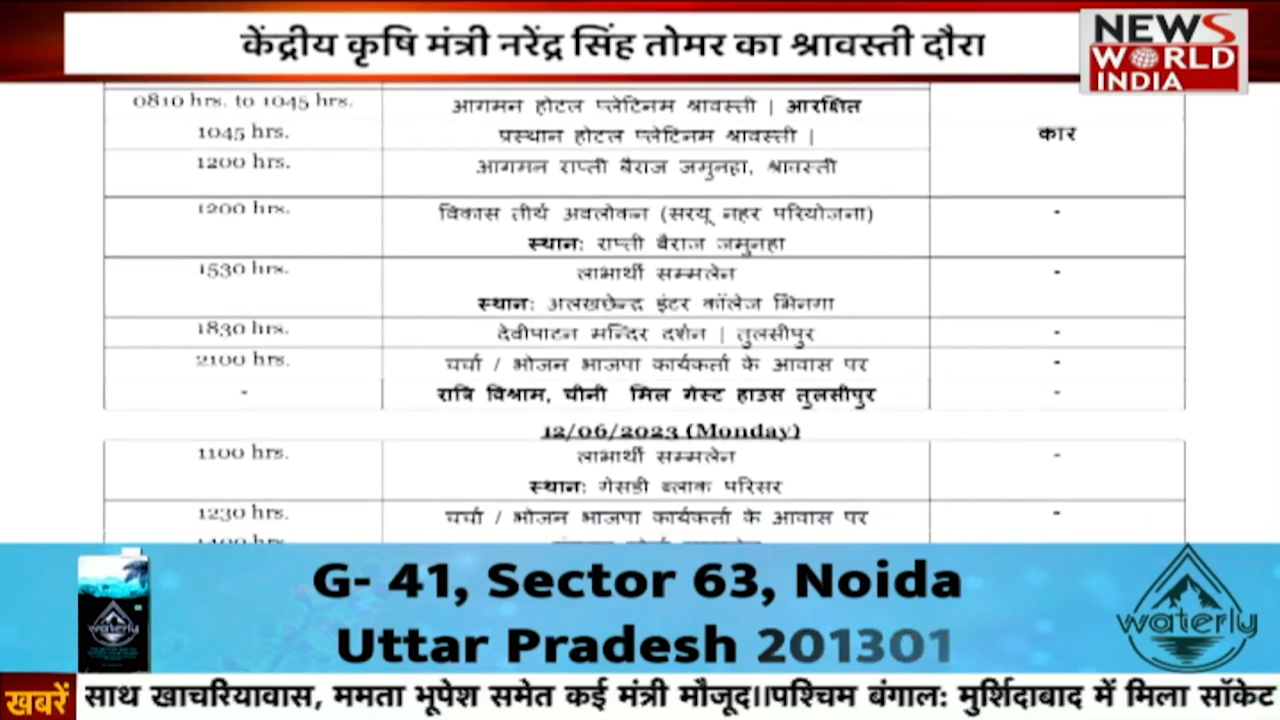 केंद्रीय कृषि मंत्री नरेंद्र सिंह तोमर का श्रावस्ती दौरा
NEWS
WORLD
INDIA
0810 hrs. to 1045 hrs. आगमन होटल प्लेटिनम श्रावस्ती | आरक्षित
1045 hrs. प्रस्थान होटल प्लेटिनम श्रावस्ती | कार
1200 hrs. आगमन राप्ती बैराज जमुनहा, श्रावस्ती
1200 hrs. विकास तीर्थ अवलोकन (सरयू नहर परियोजना) -
स्थान: राप्ती बैराज जमुनहा
1530 hrs. लाभार्थी सम्मलेन -
स्थान: अलखछेन्द्र इंटर कॉलेज भिनगा
1830 hrs. देवीपाटन मन्दिर दर्शन | तुलसीपुर -
2100 hrs. चर्चा / भोजन भाजपा कार्यकर्ता के आवास पर -
- रात्रि विश्राम, चीनी मिल गेस्ट हाउस तुलसीपुर -
12/06/2023 (Monday)
1100 hrs. लाभार्थी सम्मलेन -
स्थान: गेसडी ब्लाक परिसर
1230 hrs. चर्चा / भोजन भाजपा कार्यकर्ता के आवास पर -
waterly
G- 41, Sector 63, Noida
Uttar Pradesh 201301
waterly
खबरें साथ खाचरियावास, ममता भूपेश समेत कई मंत्री मौजूद।।पश्चिम बंगाल: मुर्शिदाबाद में मिला सॉकेट